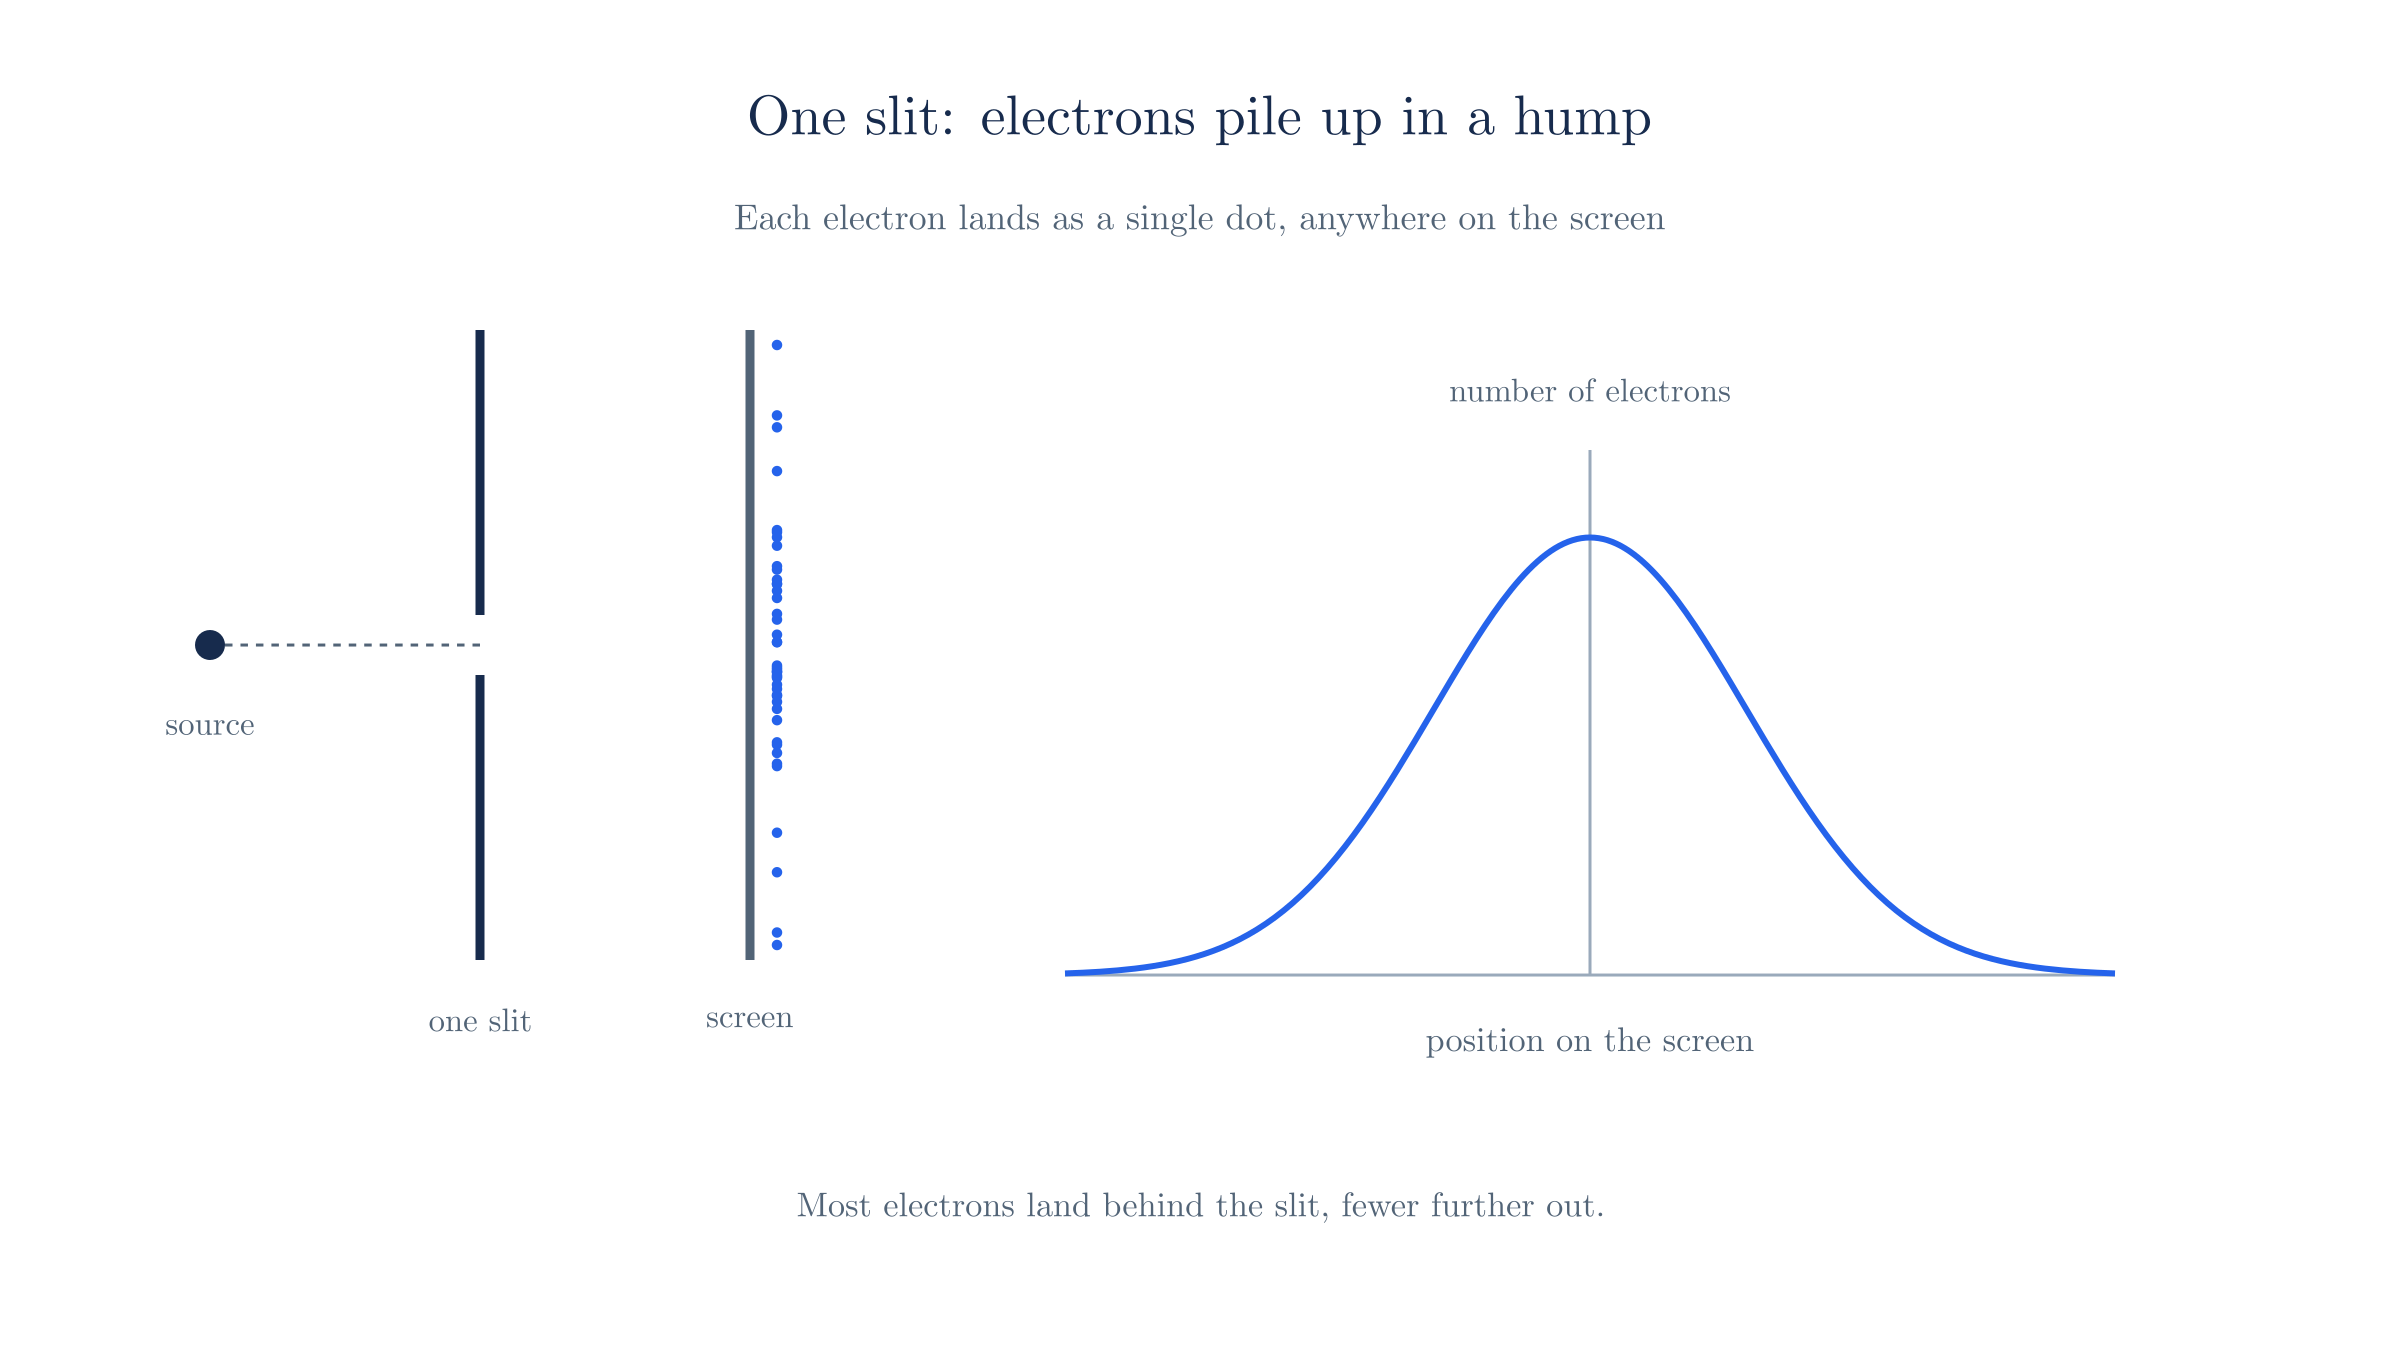 One slit: electrons pile up in a hump
Each electron lands as a single dot, anywhere on the screen
number of electrons
source
one slit
screen
position on the screen
Most electrons land behind the slit, fewer further out.